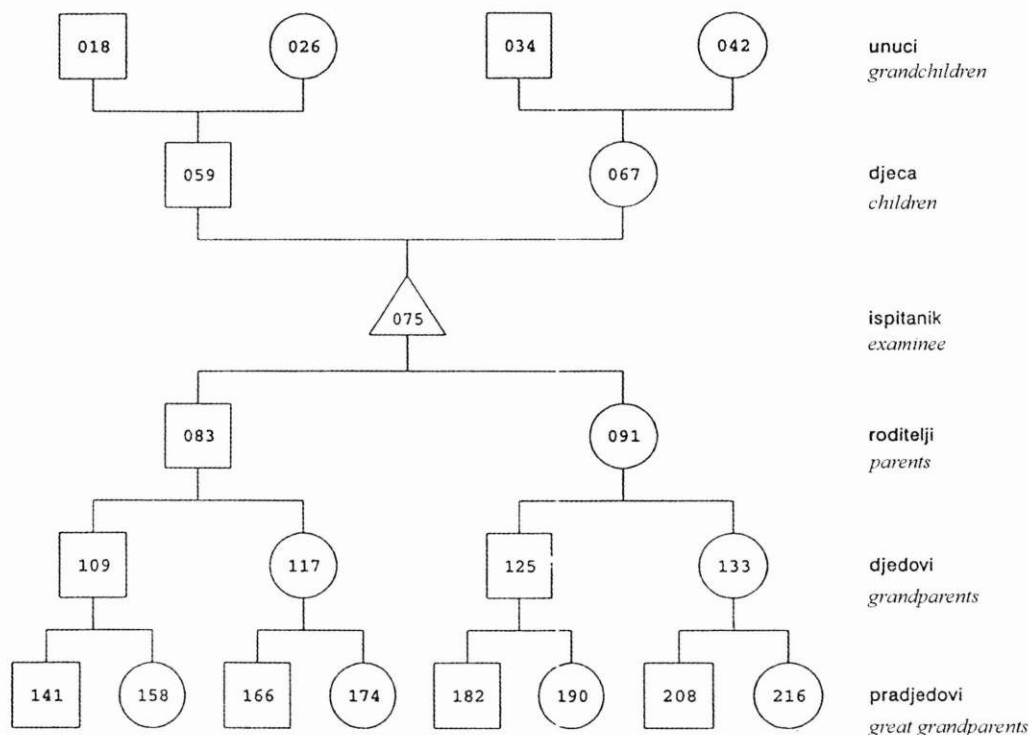 018 026 034 042 unuci
grandchildren
059 067 djeca
children
075 ispitanik
examinee
083 091 roditelji
parents
109 117 125 133 djedovi
grandparents
141 158 166 174 182 190 208 216 pradjedovi
great grandparents